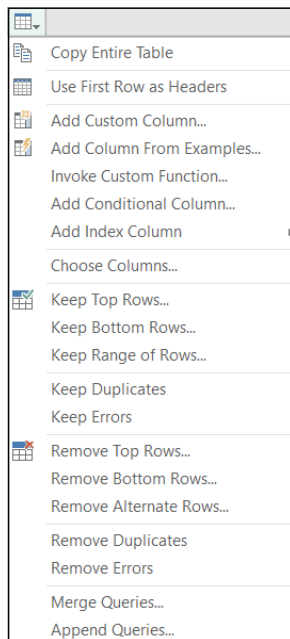 Copy Entire Table
Use First Row as Headers
Add Custom Column...
Add Column From Examples...
Invoke Custom Function...
Add Conditional Column...
Add Index Column
Choose Columns...
Keep Top Rows...
Keep Bottom Rows...
Keep Range of Rows...
Keep Duplicates
Keep Errors
Remove Top Rows...
Remove Bottom Rows...
Remove Alternate Rows...
Remove Duplicates
Remove Errors
Merge Queries...
Append Queries...